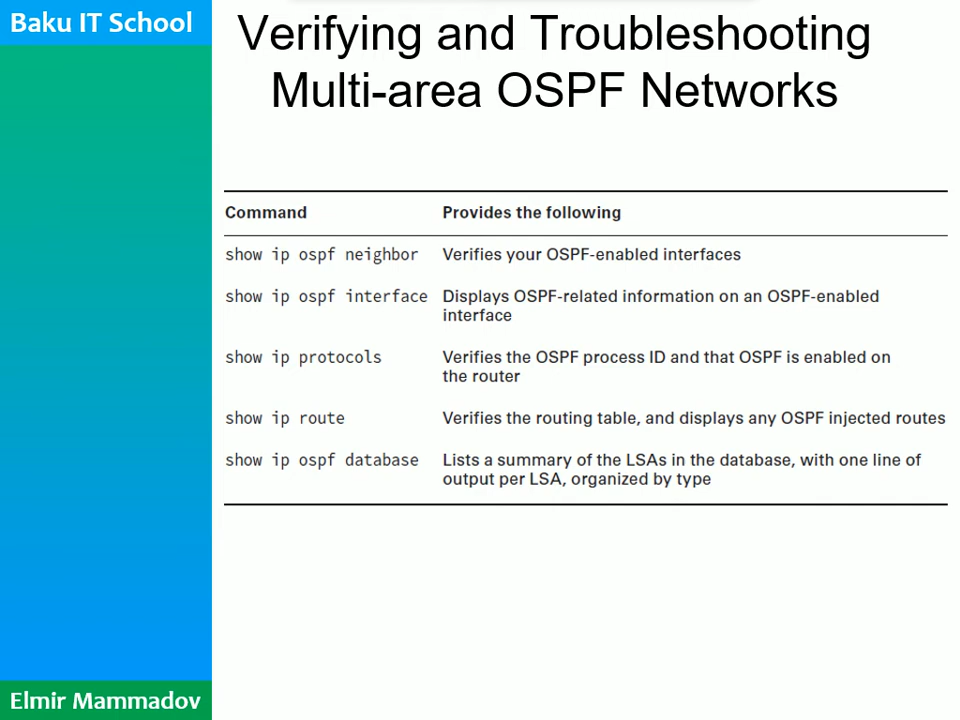 Baku IT School
Verifying and Troubleshooting
Multi-area OSPF Networks
Command Provides the following
show ip ospf neighbor Verifies your OSPF-enabled interfaces
show ip ospf interface Displays OSPF-related information on an OSPF-enabled
interface
show ip protocols Verifies the OSPF process ID and that OSPF is enabled on
the router
show ip route Verifies the routing table, and displays any OSPF injected routes
show ip ospf database Lists a summary of the LSAs in the database, with one line of
output per LSA, organized by type
Elmir Mammadov